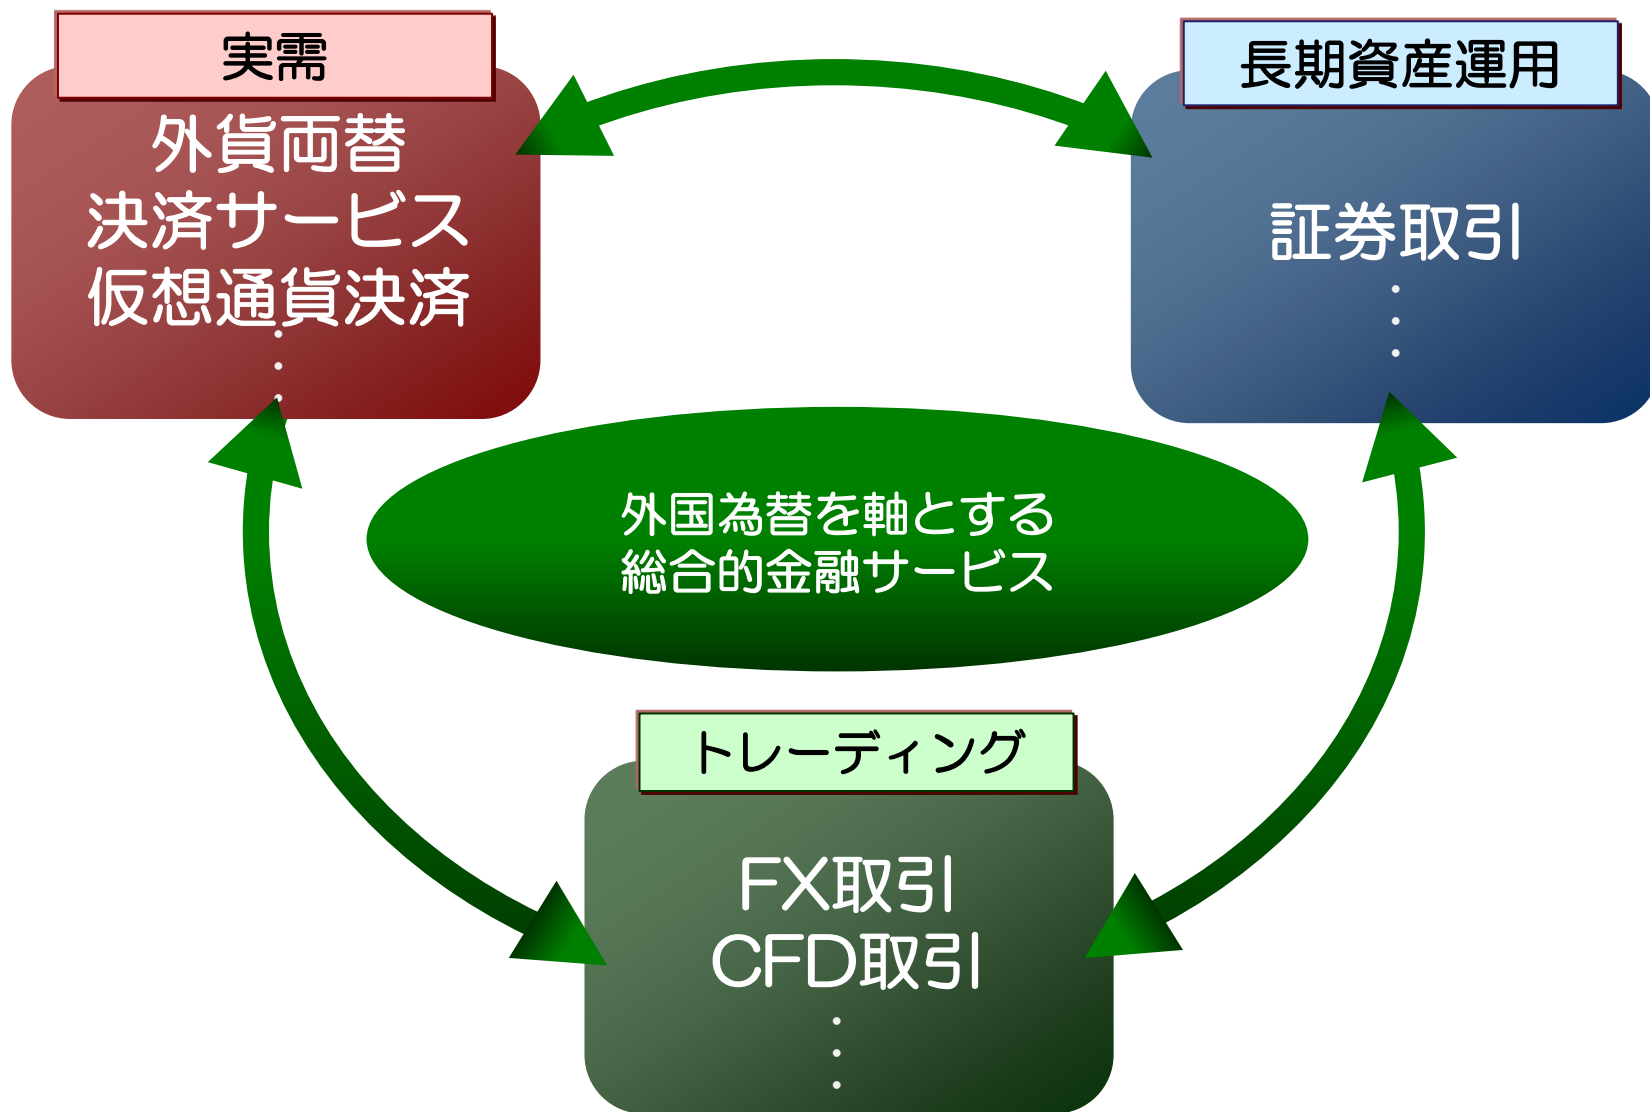 実需
外貨両替
決済サービス
仮想通貨決済
・
・
・
長期資産運用
証券取引
・
・
・
外国為替を軸とする
総合的金融サービス
トレーディング
FX取引
CFD取引
・
・
・